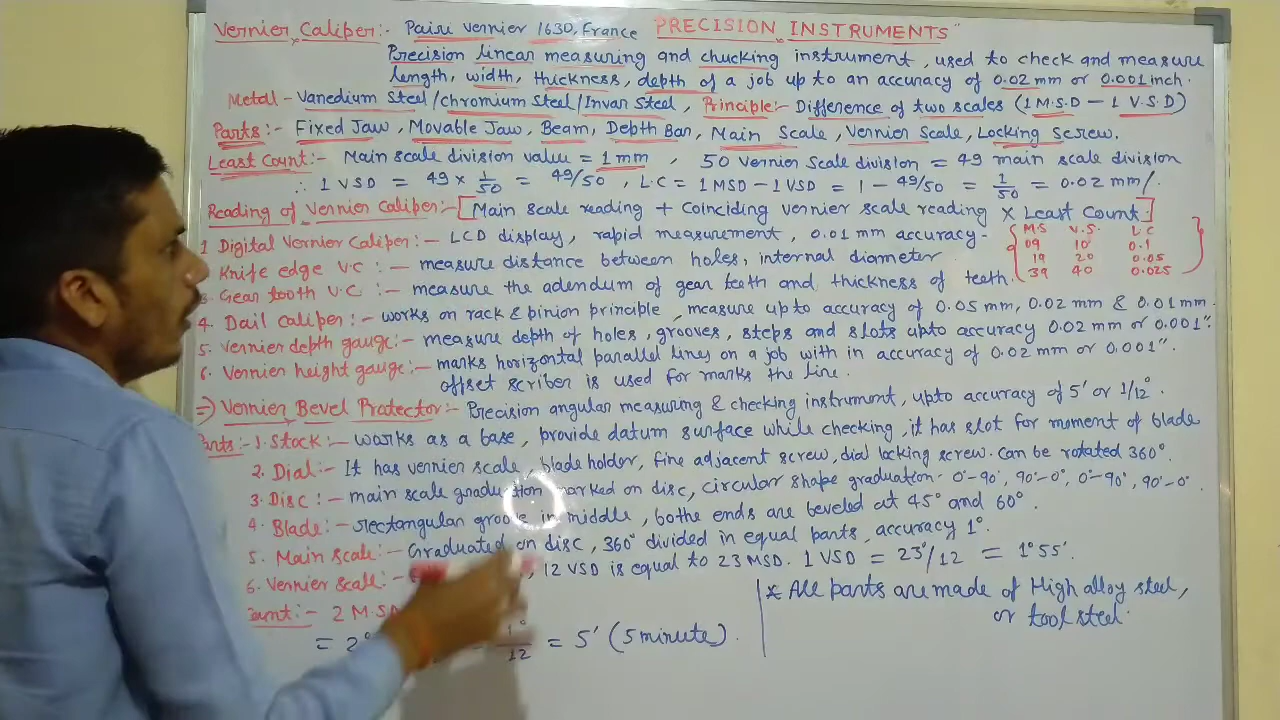 Vernier Caliper:- Pairu vernier 1630, France PRECISION INSTRUMENTS"
Precision linear measuring and chucking instrument, used to check and measure
length, width, thickness, depth of a job up to an accuracy of 0.02 mm or 0.001 inch.
Metal - Vanedium Steel/chromium Steel/Invar Steel, Principle:- Difference of two scales (1 M.S.D - 1 V.S.D)
Parts:- Fixed Jaw, Movable Jaw, Beam, Depth Bar, Main Scale, Vernier Scale, Locking Screw.
Least Count:- Main scale division value = 1 mm, 50 Vernier Scale division = 49 main scale division
∴ 1 VSD = 49 × 1/50 = 49/50, L.C = 1 MSD - 1 VSD = 1 - 49/50 = 1/50 = 0.02 mm/.
Reading of Vernier Caliper:- [Main scale reading + Coinciding vernier scale reading × Least Count.]
1 Digital Vernier Caliper:- LCD display, rapid measurement, 0.01 mm accuracy-
M.S V.S. L.C
09 10 0.1
19 20 0.05
39 40 0.025
Knife edge V.C :- measure distance between holes, internal diameter
3. Gear tooth V.C :- measure the adendum of gear teeth and thickness of teeth.
4. Dail caliper:- works on rack & pinion principle, measure upto accuracy of 0.05 mm, 0.02 mm & 0.01 mm.
5. Vernier depth gauge:- measure depth of holes, grooves, steps and slots upto accuracy 0.02 mm or 0.001".
6. Vernier height gauge:- marks horizontal parallel lines on a job with in accuracy of 0.02 mm or 0.001".
offset scriber is used for marks the line.
=> Vernier Bevel Protector:- Precision angular measuring & checking instrument, upto accuracy of 5' or 1/12°.
Parts:- 1. Stock:- works as a base, provide datum surface while checking, it has slot for moment of blade
2. Dial:- It has vernier scale, blade holder, fine adjacent screw, dial locking screw. can be rotated 360°.
3. Disc:- main scale graduation marked on disc, circular shape graduation- 0°-90°, 90°-0°, 0°-90°, 90°-0°.
4. Blade:- rectangular groove in middle, bothe ends are beveled at 45° and 60°.
5. Main scale:- Graduated on disc, 360° divided in equal parts, accuracy 1°.
6. Vernier scale:- , 12 VSD is equal to 23 MSD. 1 VSD = 23°/12 = 1°55'.
Count:- 2 M.S.D
= 2° 1°/12 = 5' (5 minute).
* All parts are made of High alloy steel,
or tool steel.